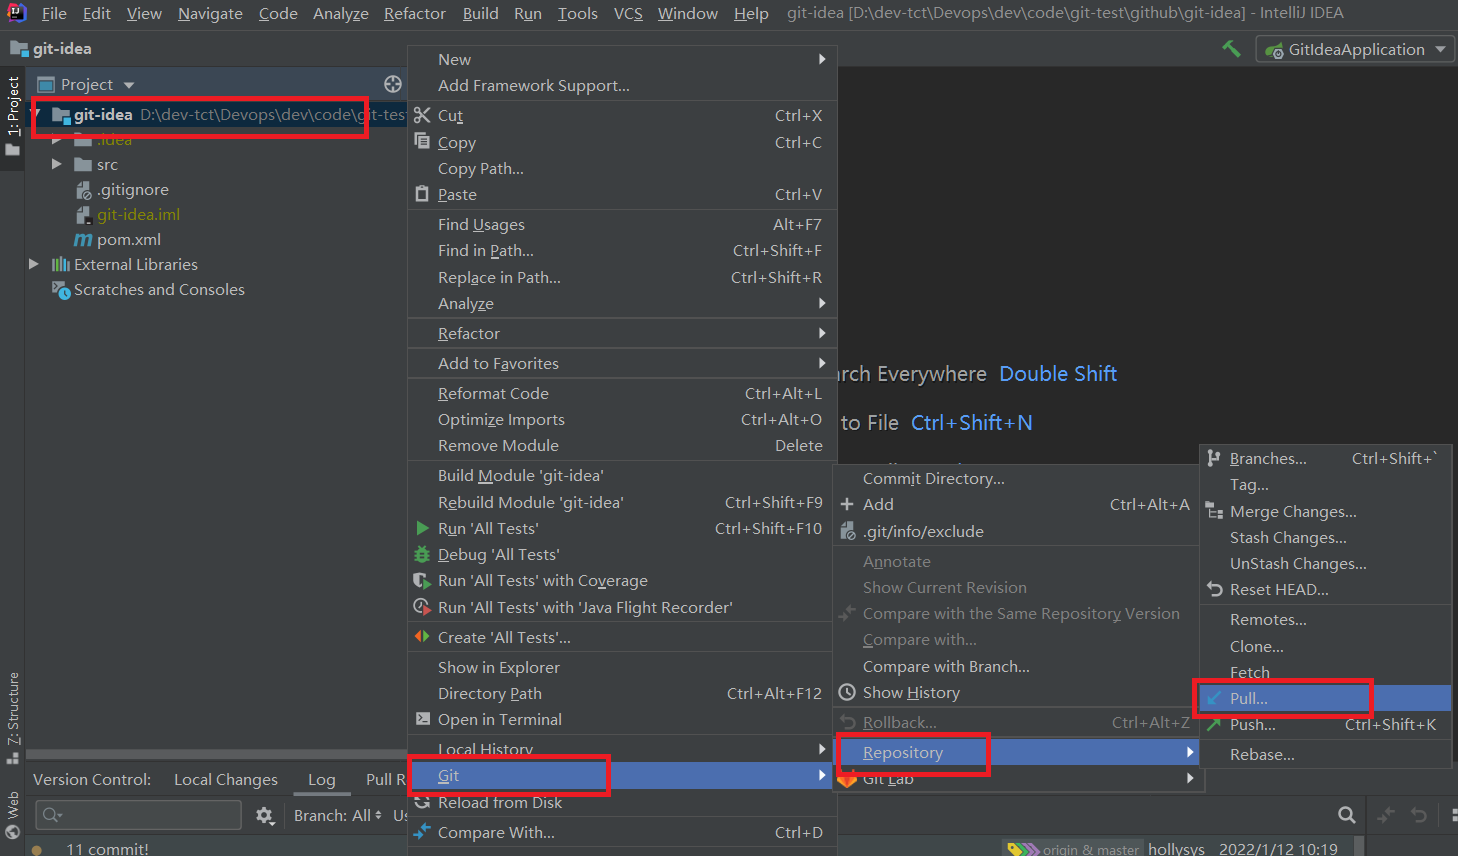 File Edit View Navigate Code Analyze Refactor Build Run Tools VCS Window Help git-idea [D:\dev-tct\Devops\dev\code\git-test\github\git-idea] - IntelliJ IDEA
git-idea
GitIdeaApplication
Project
1: Project
git-idea D:\dev-tct\Devops\dev\code\git-test
.idea
src
.gitignore
git-idea.iml
pom.xml
External Libraries
Scratches and Consoles
New
Add Framework Support...
Cut Ctrl+X
Copy Ctrl+C
Copy Path...
Paste Ctrl+V
Find Usages Alt+F7
Find in Path... Ctrl+Shift+F
Replace in Path... Ctrl+Shift+R
Analyze
Refactor
Add to Favorites
Reformat Code Ctrl+Alt+L
Optimize Imports Ctrl+Alt+O
Remove Module Delete
Build Module 'git-idea'
Rebuild Module 'git-idea' Ctrl+Shift+F9
Run 'All Tests' Ctrl+Shift+F10
Debug 'All Tests'
Run 'All Tests' with Coverage
Run 'All Tests' with 'Java Flight Recorder'
Create 'All Tests'...
Show in Explorer
Directory Path Ctrl+Alt+F12
Open in Terminal
Local History
Git
Reload from Disk
Compare With... Ctrl+D
rch Everywhere Double Shift
to File Ctrl+Shift+N
Commit Directory...
Add Ctrl+Alt+A
.git/info/exclude
Annotate
Show Current Revision
Compare with the Same Repository Version
Compare with...
Compare with Branch...
Show History
Rollback... Ctrl+Alt+Z
Repository
Git Lab
Branches... Ctrl+Shift+`
Tag...
Merge Changes...
Stash Changes...
UnStash Changes...
Reset HEAD...
Remotes...
Clone...
Fetch
Pull...
Push... Ctrl+Shift+K
Rebase...
Z: Structure
Web
Version Control: Local Changes Log Pull R
Branch: All Us
11 commit! origin & master hollysys 2022/1/12 10:19